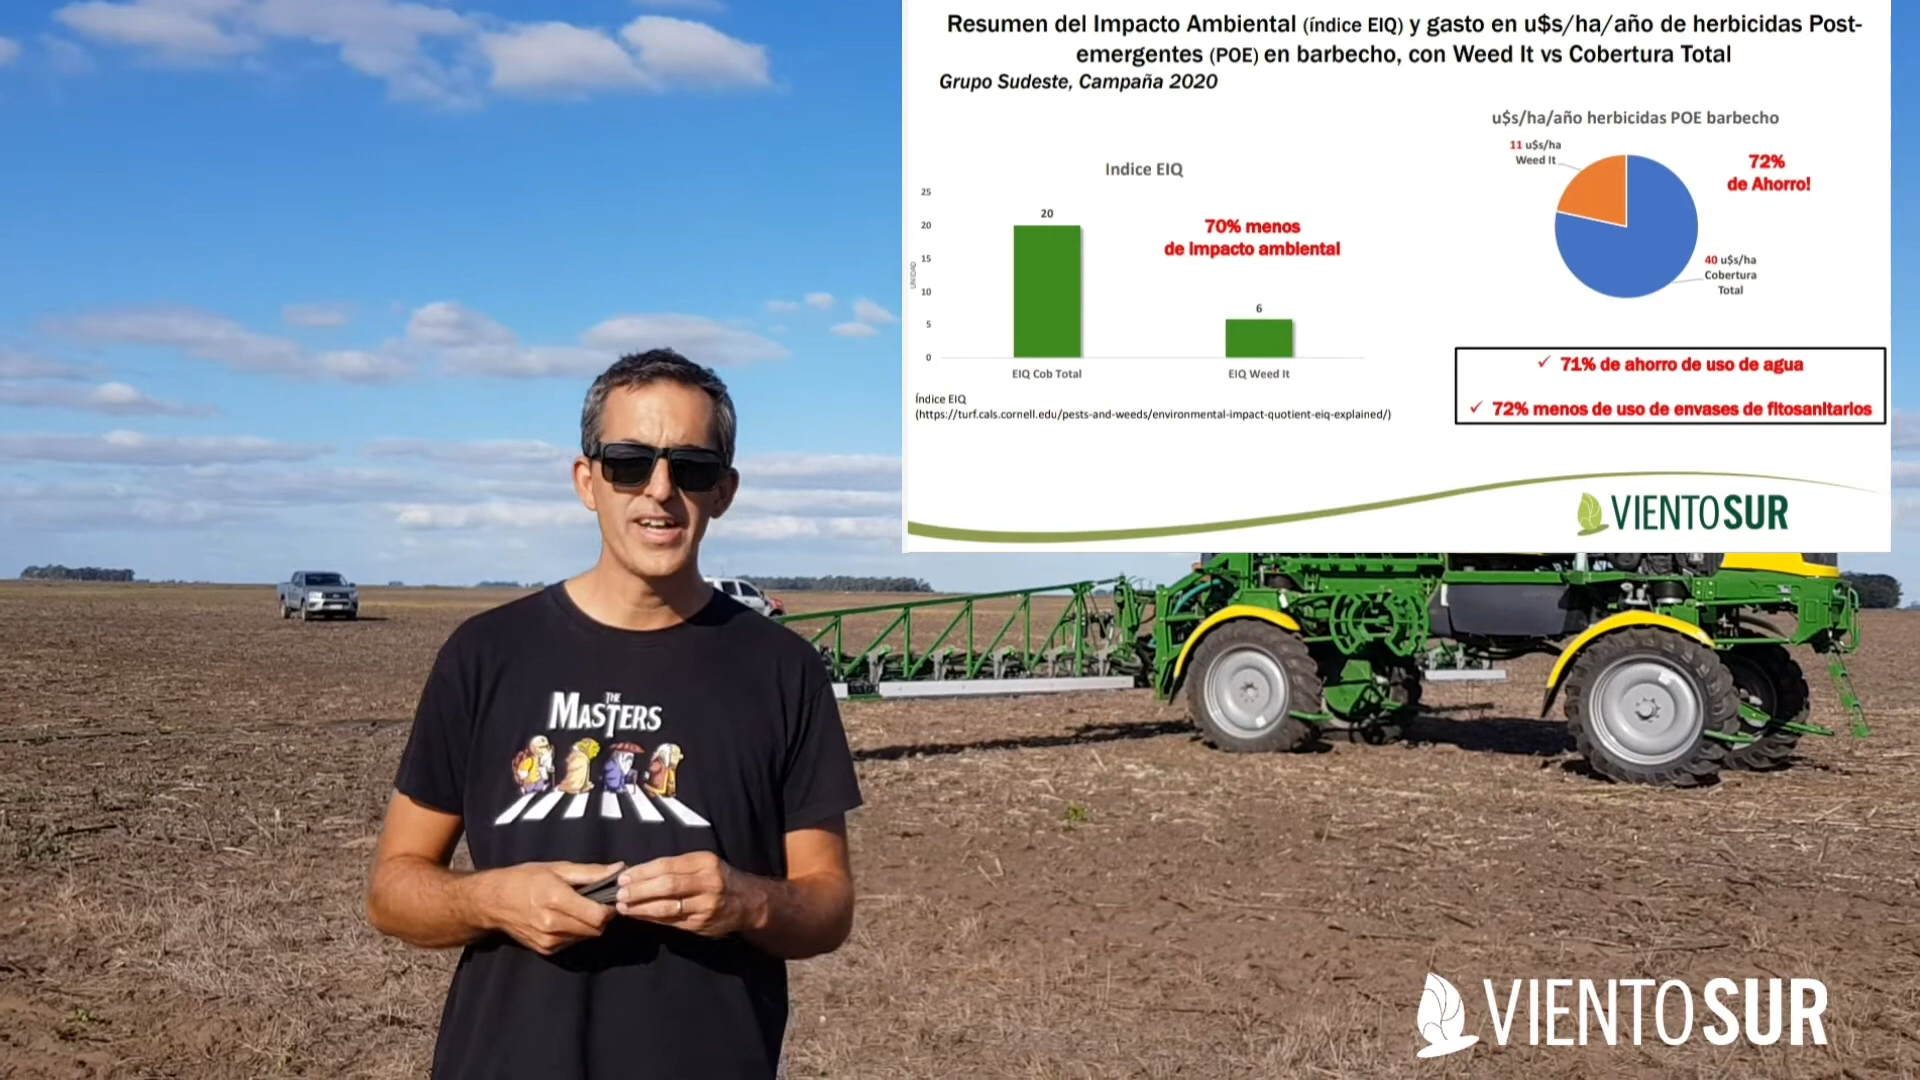 Resumen del Impacto Ambiental (índice EIQ) y gasto en u$s/ha/año de herbicidas Post-
emergentes (POE) en barbecho, con Weed It vs Cobertura Total
Grupo Sudeste, Campaña 2020
Indice EIQ
25
20
15
10
5
0
UNIDAD
20
70% menos
de impacto ambiental
6
EIQ Cob Total
EIQ Weed It
Índice EIQ
(https://turf.cals.cornell.edu/pests-and-weeds/environmental-impact-quotient-eiq-explained/)
u$s/ha/año herbicidas POE barbecho
11 u$s/ha
Weed It
72%
de Ahorro!
40 u$s/ha
Cobertura
Total
✓ 71% de ahorro de uso de agua
✓ 72% menos de uso de envases de fitosanitarios
VIENTOSUR
THE
MASTERS
VIENTOSUR